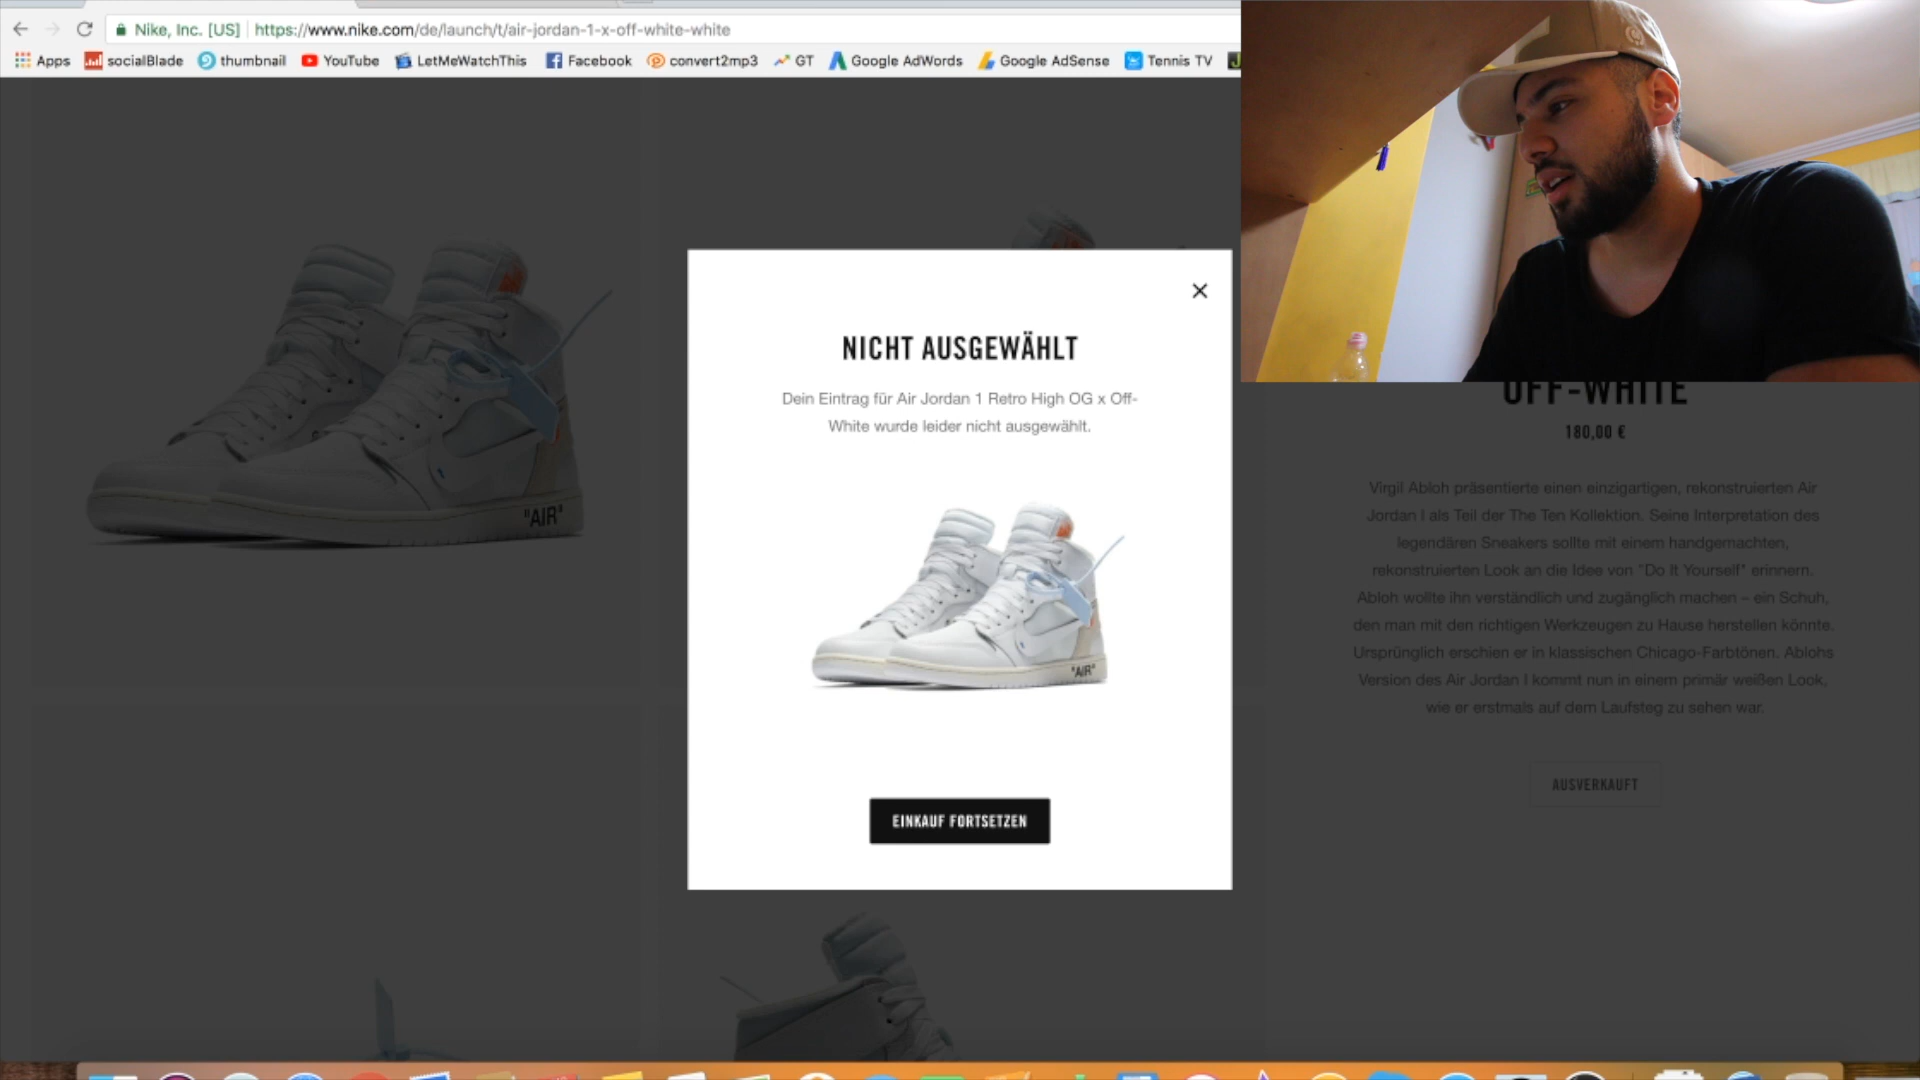 Nike, Inc. [US]
https://www.nike.com/de/launch/t/air-jordan-1-x-off-white-white
Apps socialBlade thumbnail YouTube LetMeWatchThis Facebook convert2mp3 GT Google AdWords Google AdSense Tennis TV
"AIR"
NICHT AUSGEWÄHLT
Dein Eintrag für Air Jordan 1 Retro High OG x Off-
White wurde leider nicht ausgewählt.
"AIR"
EINKAUF FORTSETZEN
OFF-WHITE
180,00 €
Virgil Abloh präsentierte einen einzigartigen, rekonstruierten Air
Jordan I als Teil der The Ten Kollektion. Seine Interpretation des
legendären Sneakers sollte mit einem handgemachten,
rekonstruierten Look an die Idee von "Do It Yourself" erinnern.
Abloh wollte ihn verständlich und zugänglich machen – ein Schuh,
den man mit den richtigen Werkzeugen zu Hause herstellen könnte.
Ursprünglich erschien er in klassischen Chicago-Farbtönen. Ablohs
Version des Air Jordan I kommt nun in einem primär weißen Look,
wie er erstmals auf dem Laufsteg zu sehen war.
AUSVERKAUFT